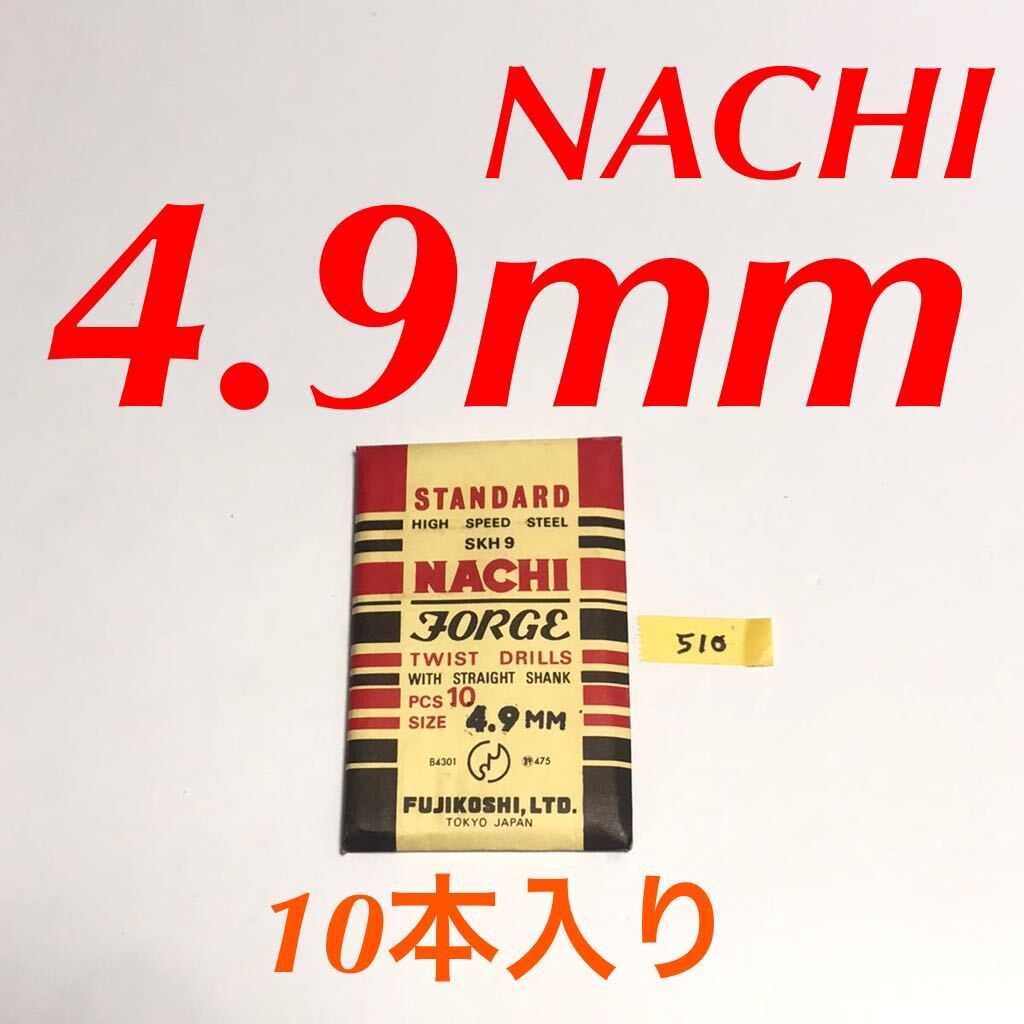 NACHI
4.9mm
STANDARD
HIGH SPEED STEEL
SKH 9
NACHI
FORGE
TWIST DRILLS
WITH STRAIGHT SHANK
PCS 10
SIZE 4.9 MM
B4301 475
FUJIKOSHI, LTD.
TOKYO JAPAN
510
10本入り